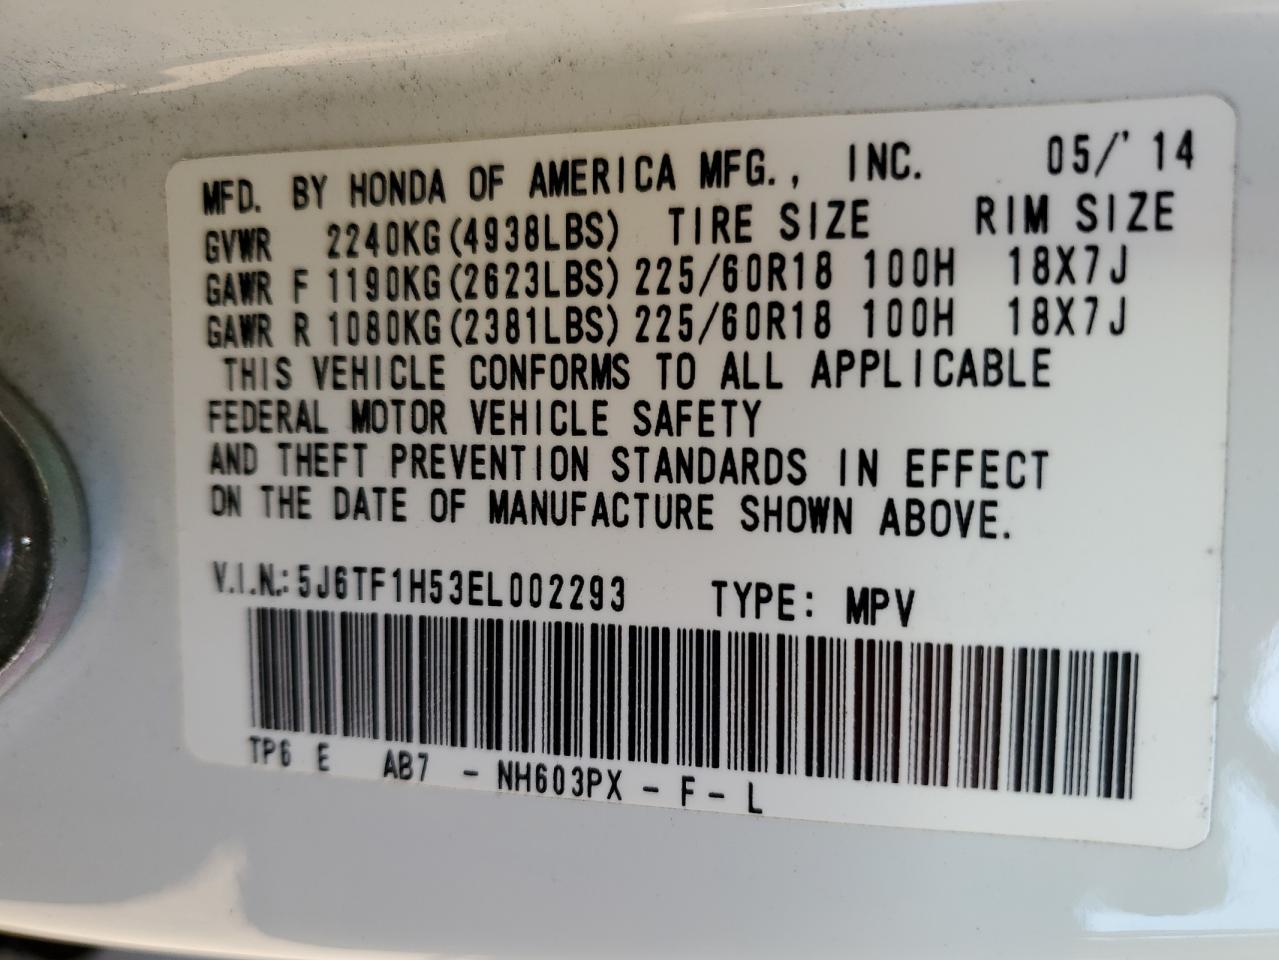 MFD. BY HONDA OF AMERICA MFG., INC. 05/'14
GVWR 2240KG(4938LBS) TIRE SIZE RIM SIZE
GAWR F 1190KG(2623LBS) 225/60R18 100H 18X7J
GAWR R 1080KG(2381LBS) 225/60R18 100H 18X7J
THIS VEHICLE CONFORMS TO ALL APPLICABLE
FEDERAL MOTOR VEHICLE SAFETY
AND THEFT PREVENTION STANDARDS IN EFFECT
ON THE DATE OF MANUFACTURE SHOWN ABOVE.
V.I.N.: 5J6TF1H53EL002293 TYPE: MPV
TP6 E AB7 - NH603PX - F - L